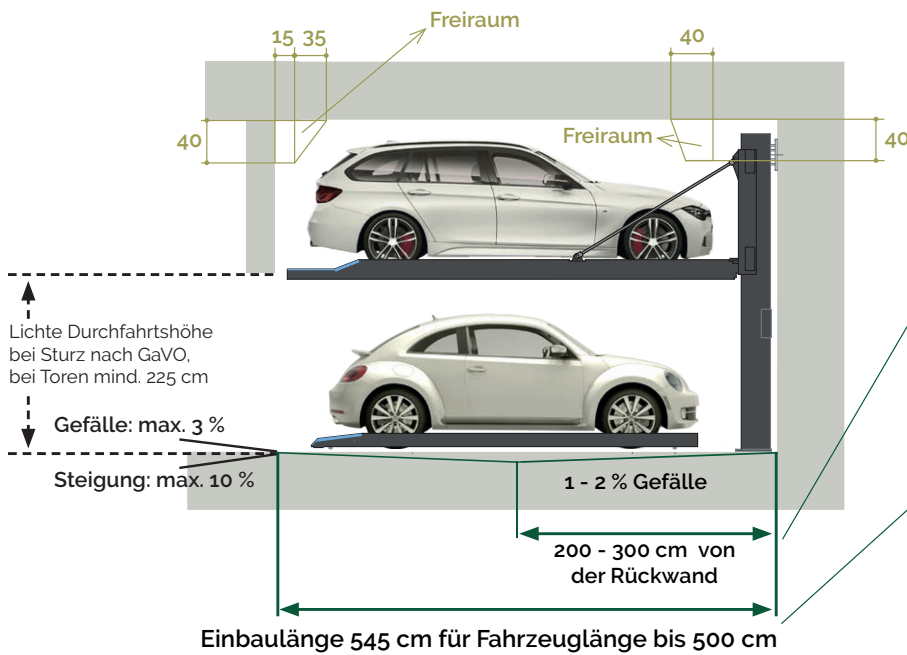 Freiraum
15 35
40
40
Freiraum
40
Lichte Durchfahrtshöhe
bei Sturz nach GaVO,
bei Toren mind. 225 cm
Gefälle: max. 3 %
Steigung: max. 10 %
1 - 2 % Gefälle
200 - 300 cm von
der Rückwand
Einbaulänge 545 cm für Fahrzeuglänge bis 500 cm